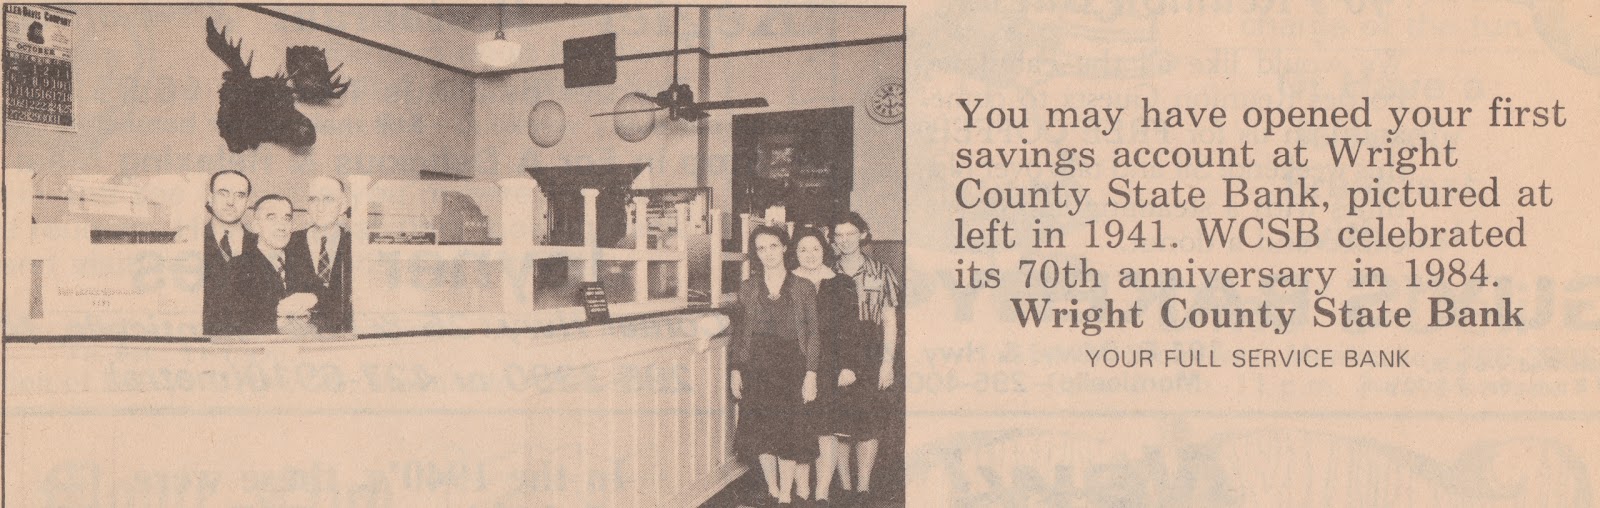 OCTOBER
You may have opened your first
savings account at Wright
County State Bank, pictured at
left in 1941. WCSB celebrated
its 70th anniversary in 1984.
Wright County State Bank
YOUR FULL SERVICE BANK